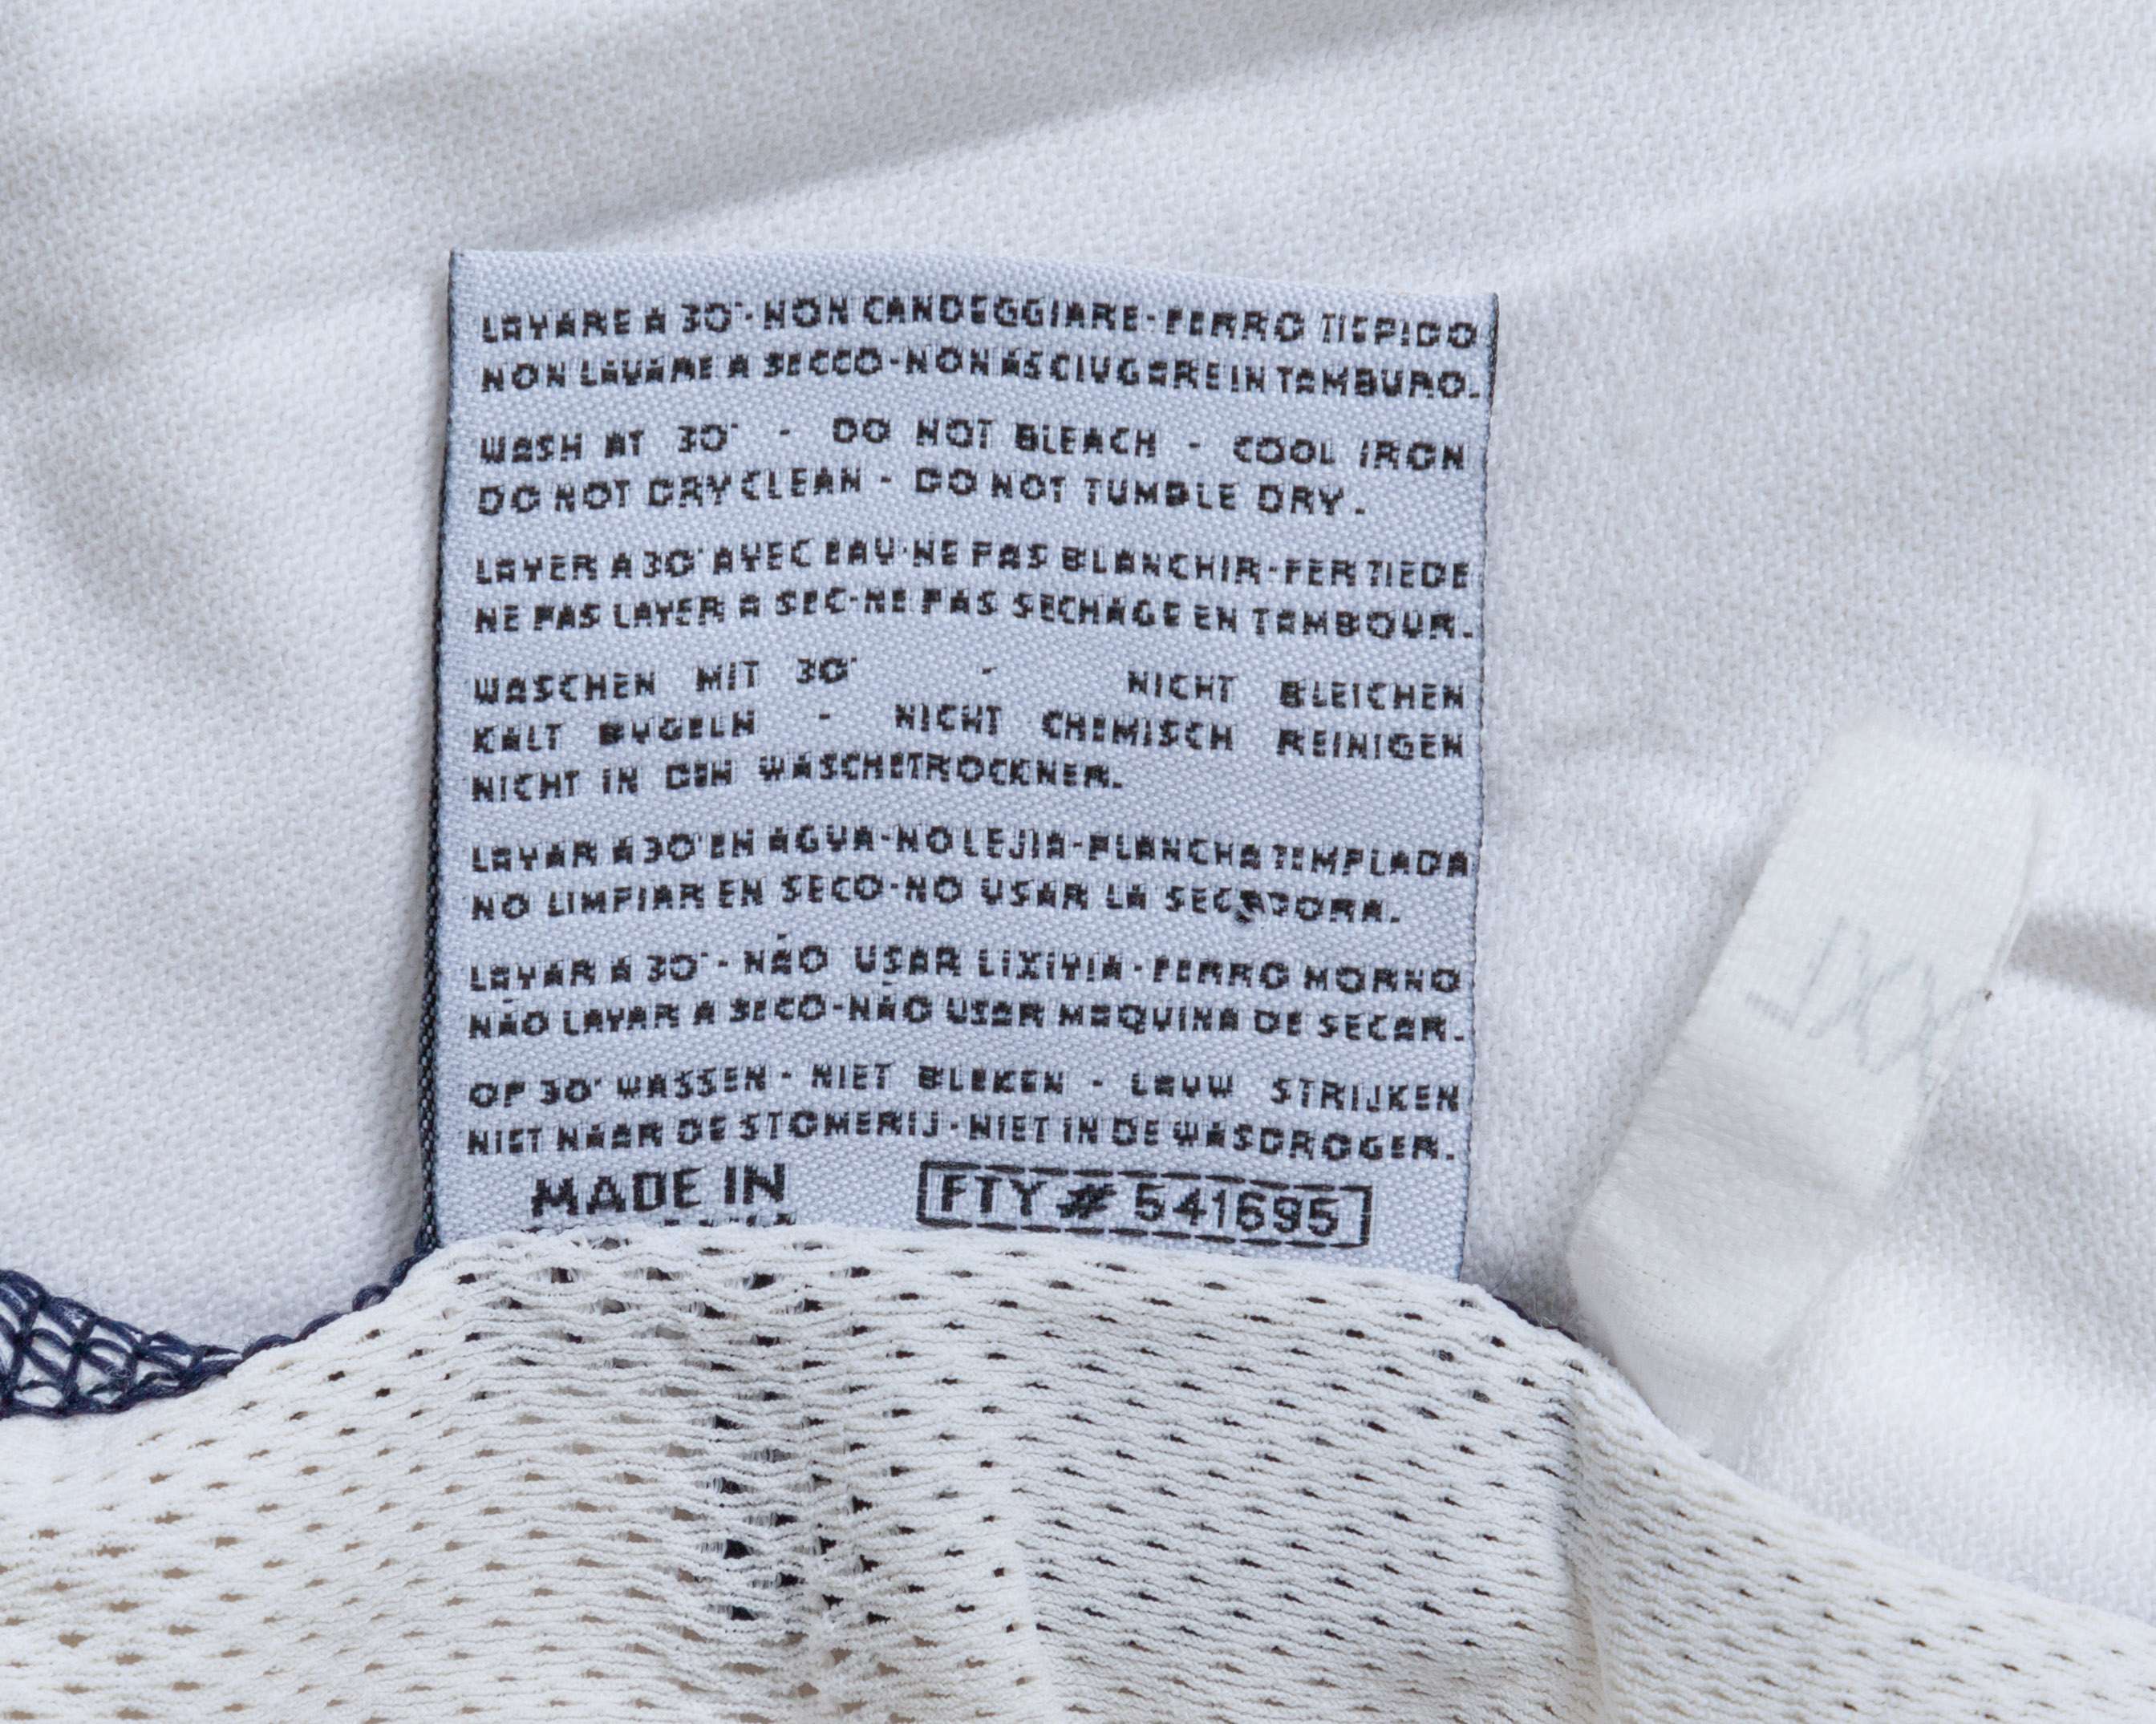 LAVARE A 30°-NON CANDEGGIARE-FERRO TIEPIDO
NON LAVARE A SECCO-NON ASCIUGARE IN TAMBURO.
WASH AT 30° - DO NOT BLEACH - COOL IRON
DO NOT DRY CLEAN - DO NOT TUMBLE DRY.
LAVER A 30° AVEC EAU-NE PAS BLANCHIR-FER TIEDE
NE PAS LAVER A SEC-NE PAS SECHAGE EN TAMBOUR.
WASCHEN MIT 30° - NICHT BLEICHEN
KALT BUGELN - NICHT CHEMISCH REINIGEN
NICHT IN DEN WASCHETROCKNER.
LAVAR A 30° EN AGUA-NO LEJIA-PLANCHA TEMPLADA
NO LIMPIAR EN SECO-NO USAR LA SECADORA.
LAVAR A 30°- NÃO USAR LIXIVIA-FERRO MORNO
NÃO LAVAR A SECO-NÃO USAR MAQUINA DE SECAR.
OP 30° WASSEN - NIET BLEKEN - LAUW STRIJKEN
NIET NAAR DE STOMERIJ-NIET IN DE WASDROGER.
MADE IN
FTY # 541695